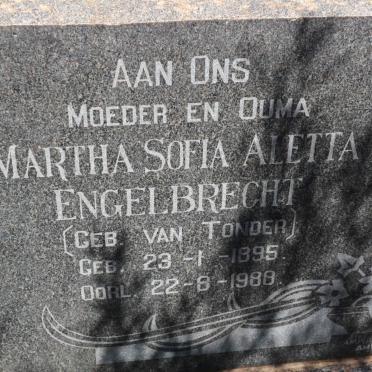 AAN ONS
MOEDER EN OUMA
MARTHA SOFIA ALETTA
ENGELBRECHT
(GEB. VAN TONDER)
GEB. 23-1-1895.
OORL. 22-8-1988.